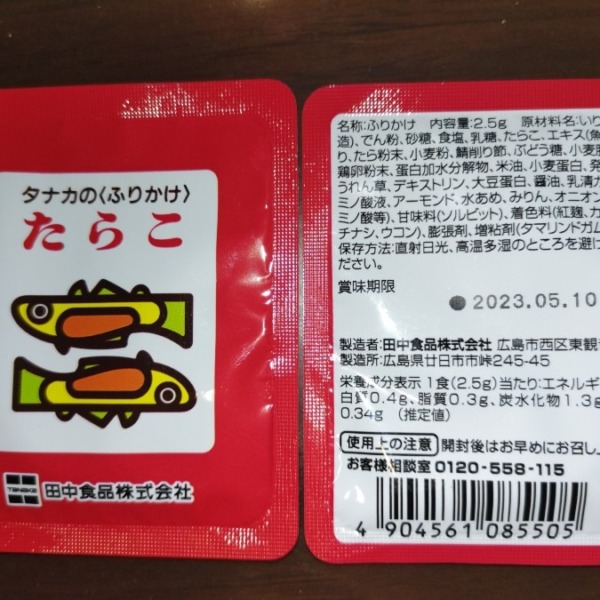 タナカの〈ふりかけ〉
たらこ
TANAKA
田中食品株式会社
名称:ふりかけ 内容量:2.5g 原材料名:いり
造)、でん粉、砂糖、食塩、乳糖、たらこ、エキス(魚
り、たら粉末、小麦粉、鯖削り節、ぶどう糖、小麦
鶏卵粉末、蛋白加水分解物、米油、小麦蛋白、発
うれん草、デキストリン、大豆蛋白、醤油、乳清カ
ミノ酸液、アーモンド、水あめ、みりん、オニオン
ミノ酸等)、甘味料(ソルビット)、着色料(紅麹、カ
チナシ、ウコン)、膨張剤、増粘剤(タマリンドガム
保存方法:直射日光、高温多湿のところを避け
ださい。
賞味期限
2023.05.10
製造者:田中食品株式会社 広島市西区東観
製造所:広島県廿日市市峠245-45
栄養成分表示 1食(2.5g)当たり:エネルギ
白質0.4g、脂質0.3g、炭水化物1.3g
0.34g (推定値)
使用上の注意 開封後はお早めにお召し
お客様相談室 0120-558-115
4 904561 085505